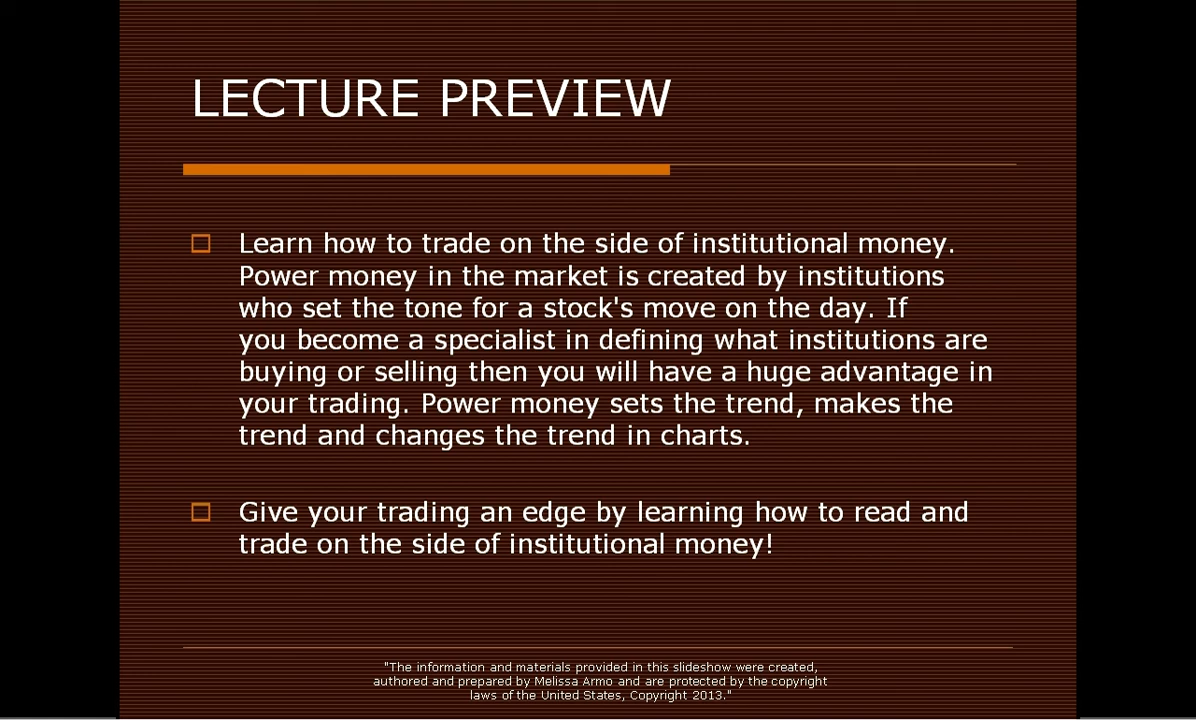 LECTURE PREVIEW
Learn how to trade on the side of institutional money.
Power money in the market is created by institutions
who set the tone for a stock's move on the day. If
you become a specialist in defining what institutions are
buying or selling then you will have a huge advantage in
your trading. Power money sets the trend, makes the
trend and changes the trend in charts.
Give your trading an edge by learning how to read and
trade on the side of institutional money!
"The information and materials provided in this slideshow were created,
authored and prepared by Melissa Armo and are protected by the copyright
laws of the United States, Copyright 2013."